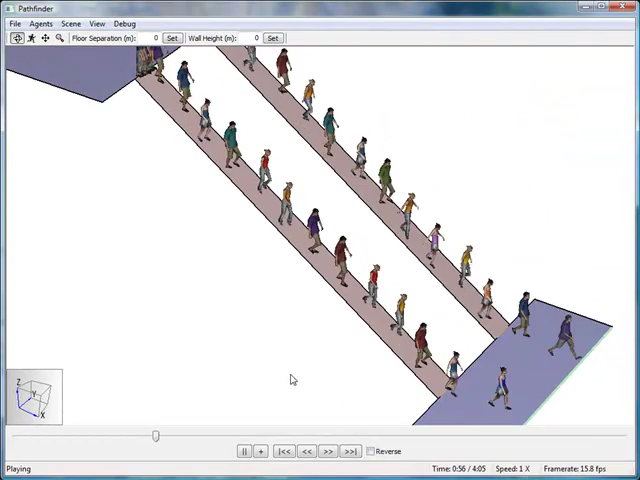 Pathfinder
File Agents Scene View Debug
Floor Separation (m): 0 Set Wall Height (m): 0 Set
Z
Y
X
|| + |<< << >> >>| Reverse
Playing Time: 0:56 / 4:05 Speed: 1 X Framerate: 15.8 fps